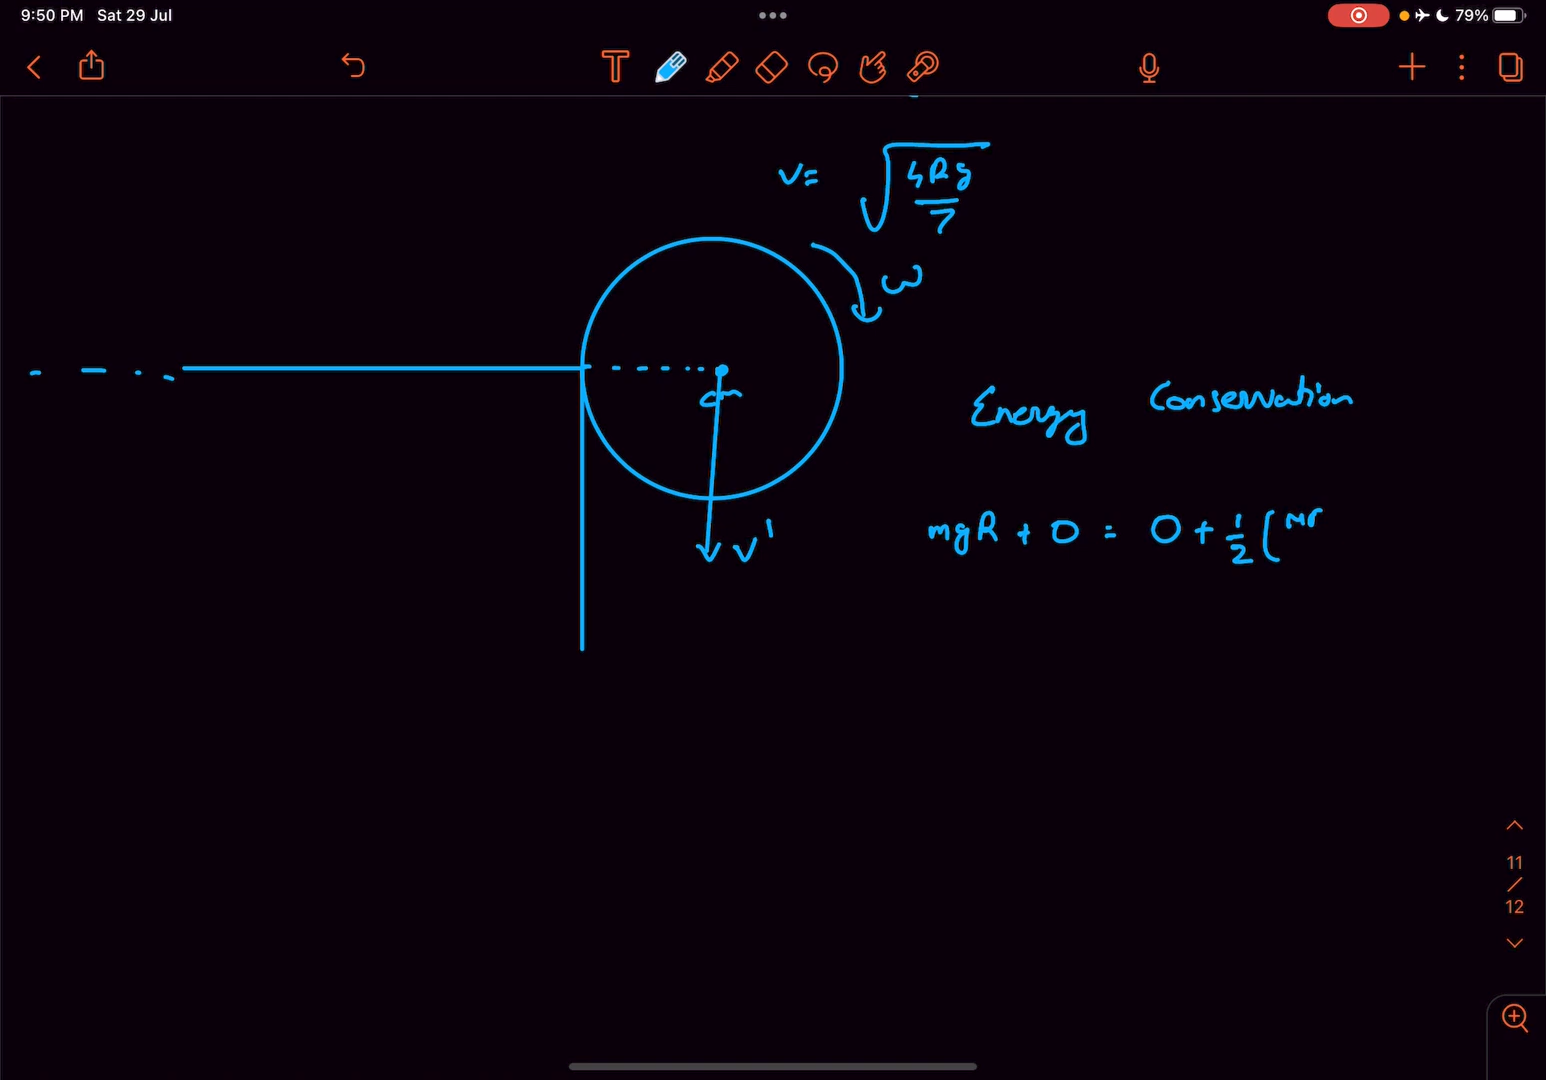 9:50 PM Sat 29 Jul
79%
T
v= √4Rg/7
ω
cm
Energy Conservation
v'
mgR + 0 = 0 + 1/2 (Mr
11
/
12